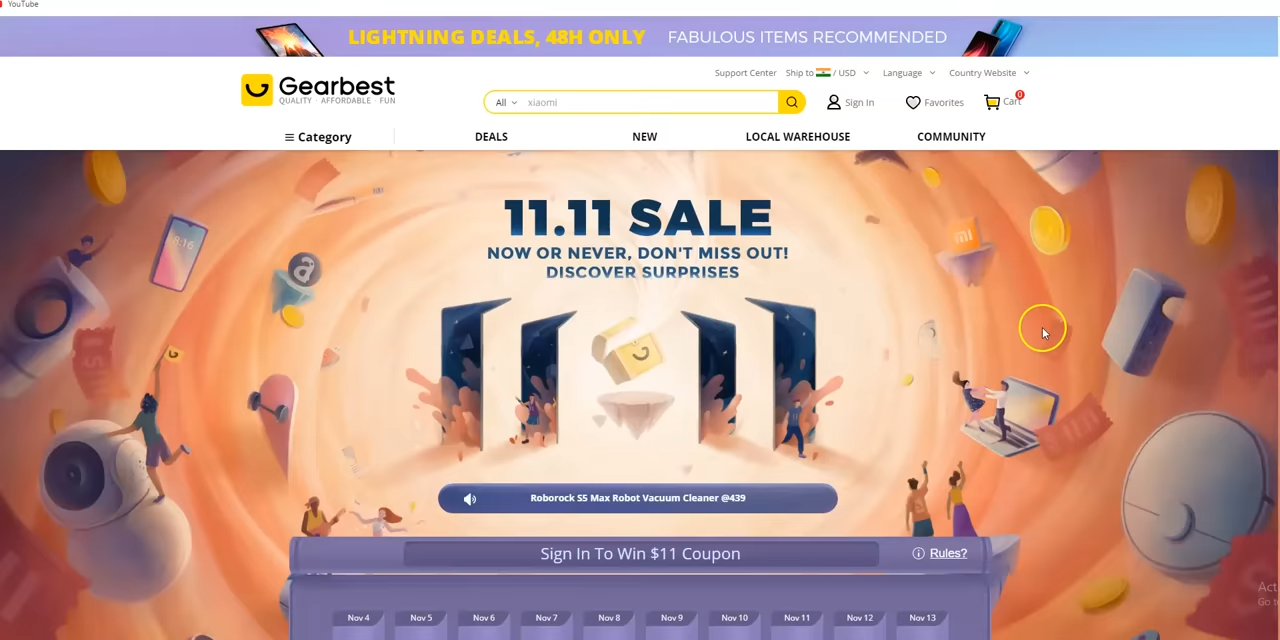 YouTube
LIGHTNING DEALS, 48H ONLY FABULOUS ITEMS RECOMMENDED
Support Center Ship to / USD Language Country Website
Gearbest
QUALITY · AFFORDABLE · FUN
All xiaomi Sign In Favorites Cart 0
Category DEALS NEW LOCAL WAREHOUSE COMMUNITY
11.11 SALE
NOW OR NEVER, DON'T MISS OUT!
DISCOVER SURPRISES
8:16
a
mi
Roborock S5 Max Robot Vacuum Cleaner @439
Sign In To Win $11 Coupon Rules?
Nov 4 Nov 5 Nov 6 Nov 7 Nov 8 Nov 9 Nov 10 Nov 11 Nov 12 Nov 13